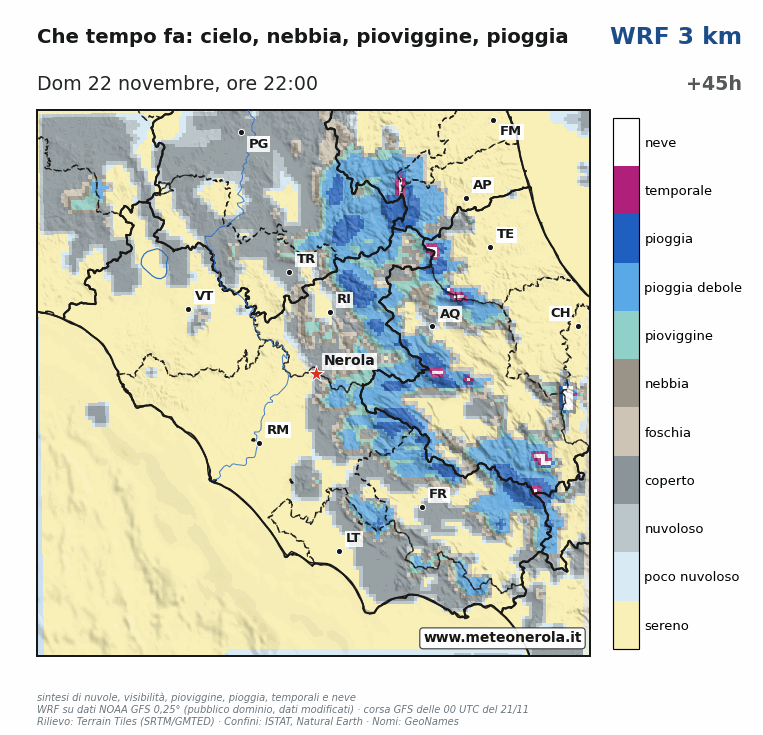 Che tempo fa: cielo, nebbia, pioviggine, pioggia
WRF 3 km
Dom 22 novembre, ore 22:00
+45h
FM
PG
AP
TE
TR
RI
VT
AQ
CH
Nerola
RM
FR
LT
www.meteonerola.it
neve
temporale
pioggia
pioggia debole
pioviggine
nebbia
foschia
coperto
nuvoloso
poco nuvoloso
sereno
sintesi di nuvole, visibilità, pioviggine, pioggia, temporali e neve
WRF su dati NOAA GFS 0,25° (pubblico dominio, dati modificati) · corsa GFS delle 00 UTC del 21/11
Rilievo: Terrain Tiles (SRTM/GMTED) · Confini: ISTAT, Natural Earth · Nomi: GeoNames